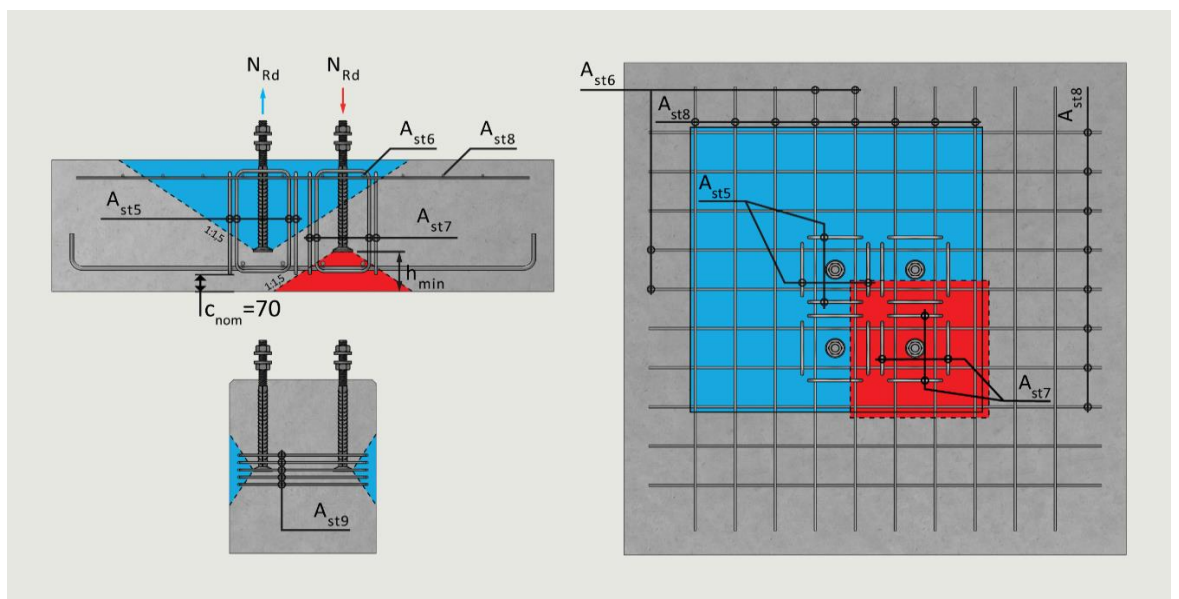 N_Rd N_Rd
A_st6 A_st8
A_st5
A_st7
1:1,5
1:1,5
h_min
c_nom=70
A_st9
A_st6
A_st8
A_st8
A_st5
A_st7